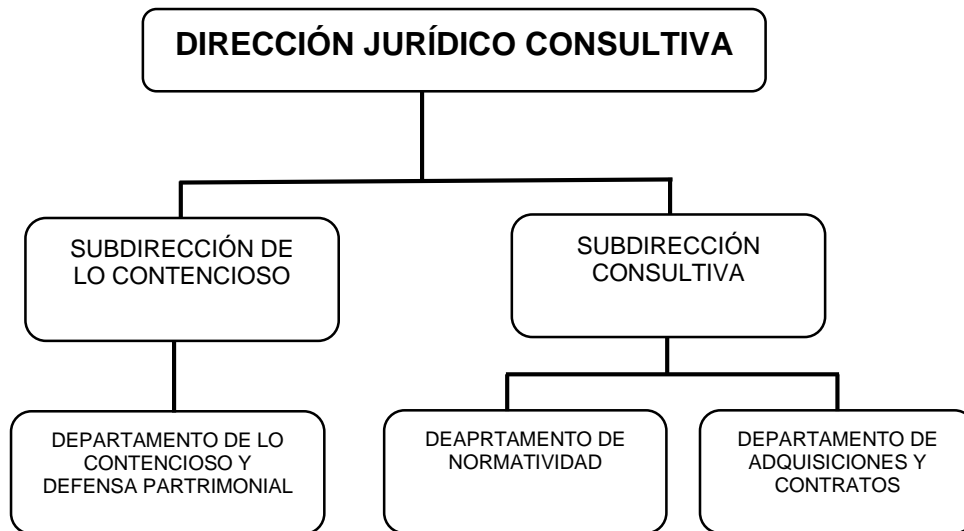 DIRECCIÓN JURÍDICO CONSULTIVA
SUBDIRECCIÓN DE
LO CONTENCIOSO
SUBDIRECCIÓN
CONSULTIVA
DEPARTAMENTO DE LO
CONTENCIOSO Y
DEFENSA PARTRIMONIAL
DEAPRTAMENTO DE
NORMATIVIDAD
DEPARTAMENTO DE
ADQUISICIONES Y
CONTRATOS